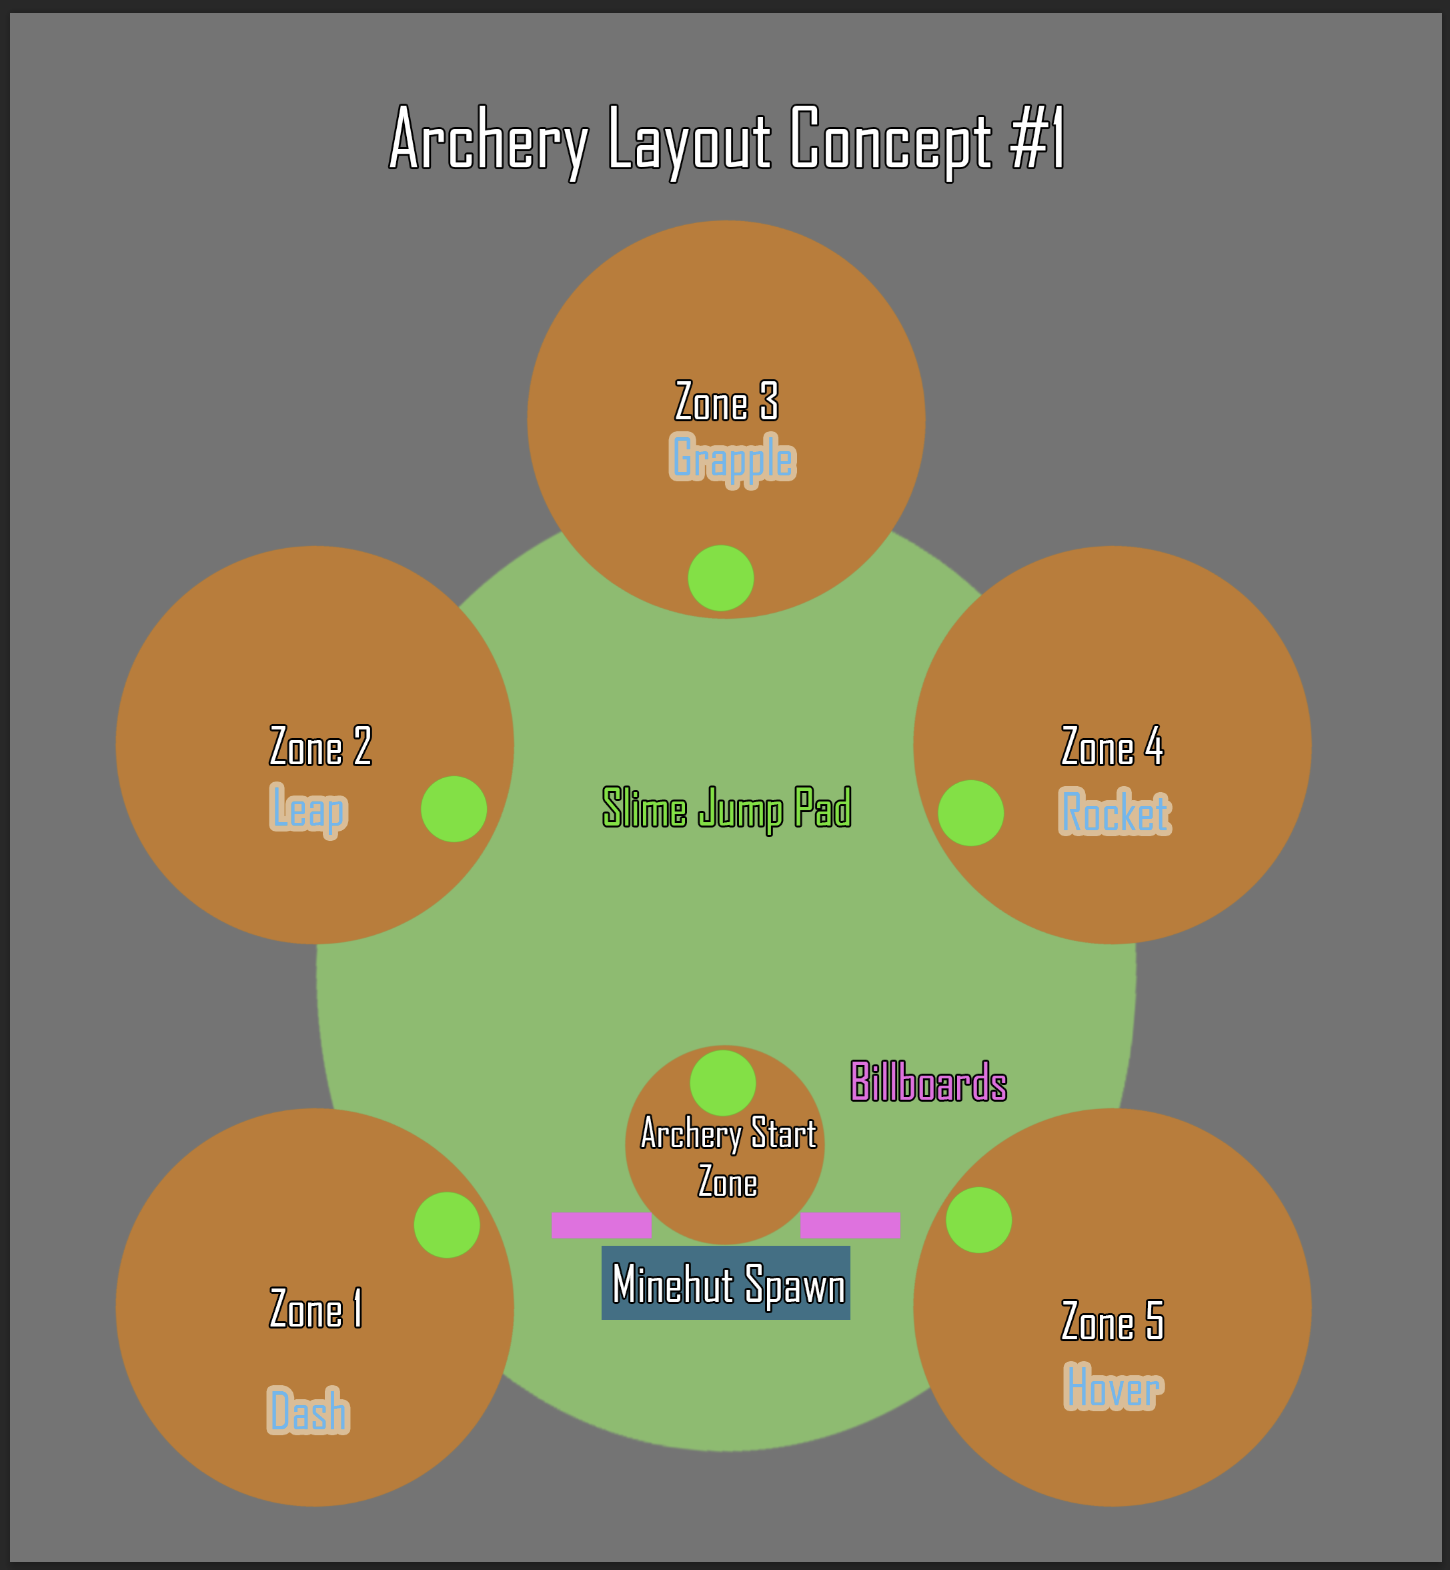 Archery Layout Concept #1
Zone 3
Grapple
Zone 2
Leap
Zone 4
Rocket
Slime Jump Pad
Billboards
Archery Start
Zone
Minehut Spawn
Zone 1
Dash
Zone 5
Hover